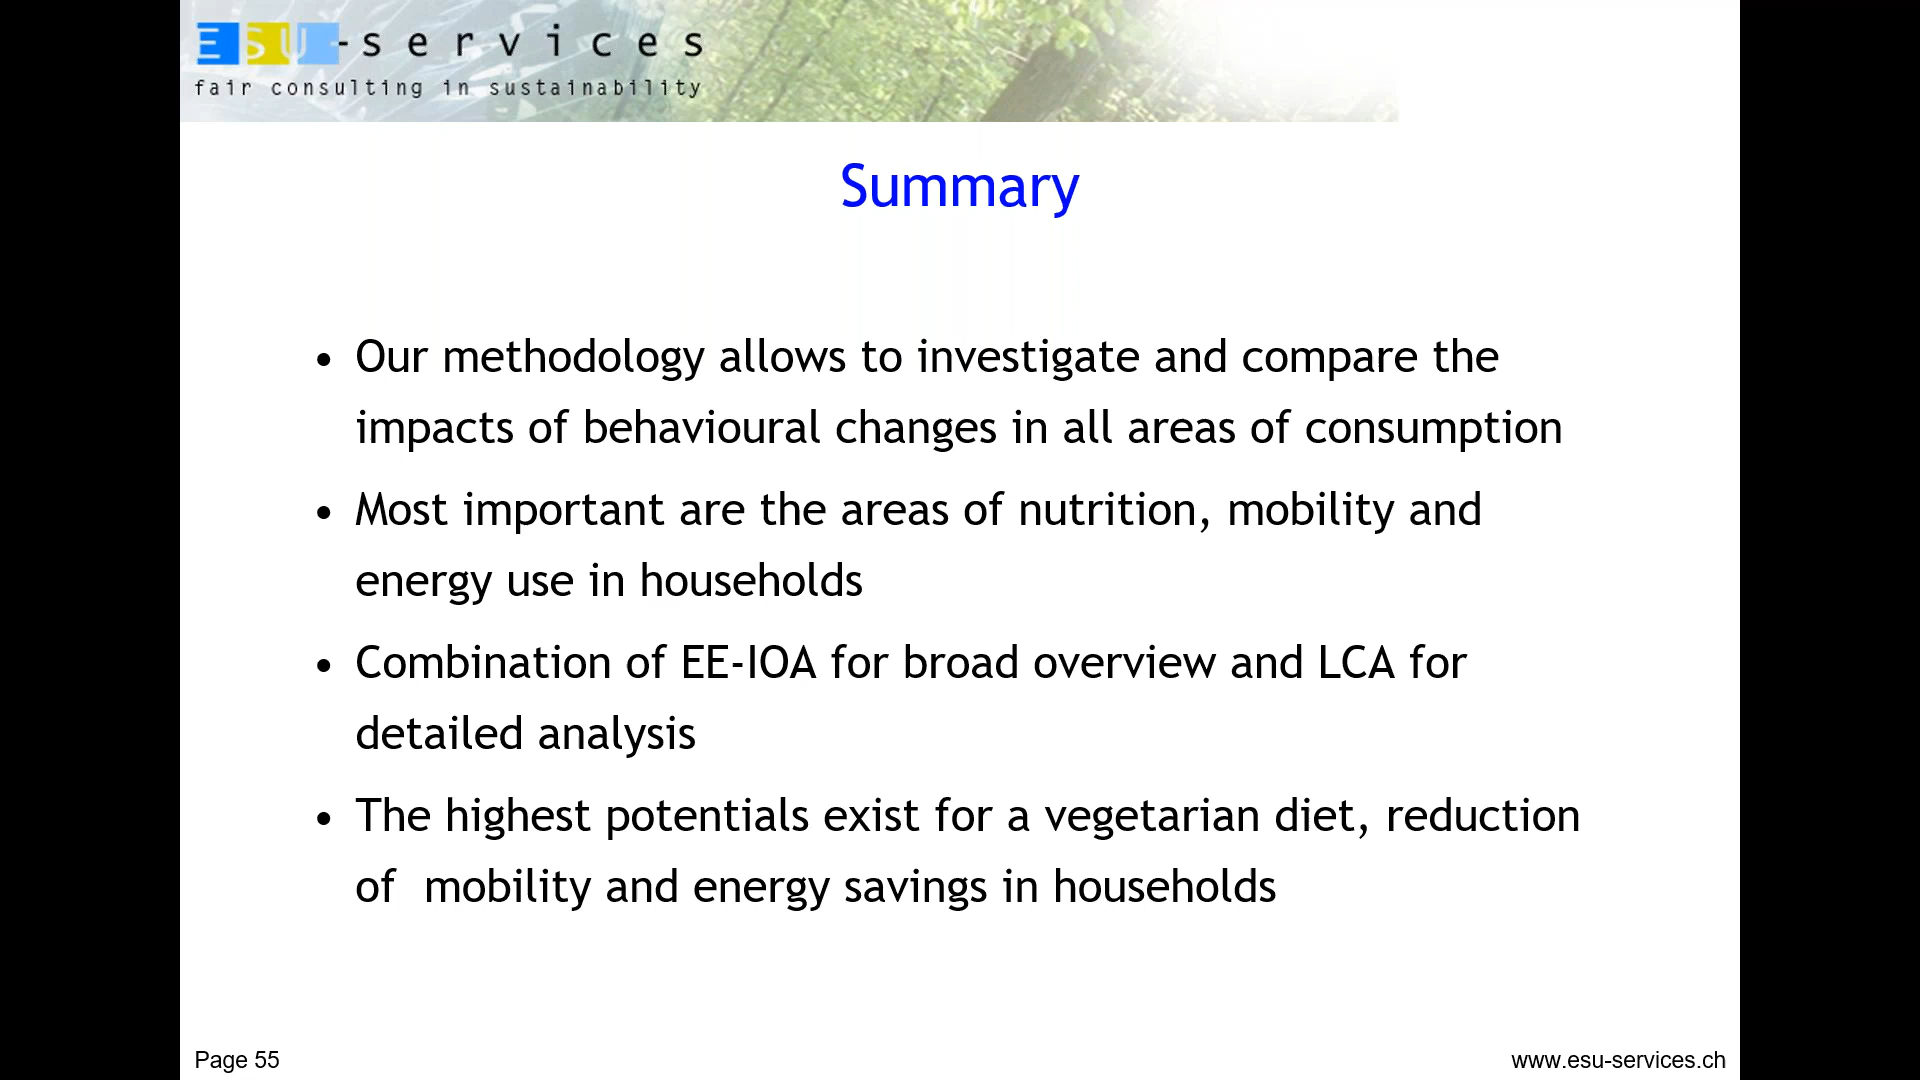 ESU-services
fair consulting in sustainability
Summary
• Our methodology allows to investigate and compare the
impacts of behavioural changes in all areas of consumption
• Most important are the areas of nutrition, mobility and
energy use in households
• Combination of EE-IOA for broad overview and LCA for
detailed analysis
• The highest potentials exist for a vegetarian diet, reduction
of  mobility and energy savings in households
Page 55
www.esu-services.ch